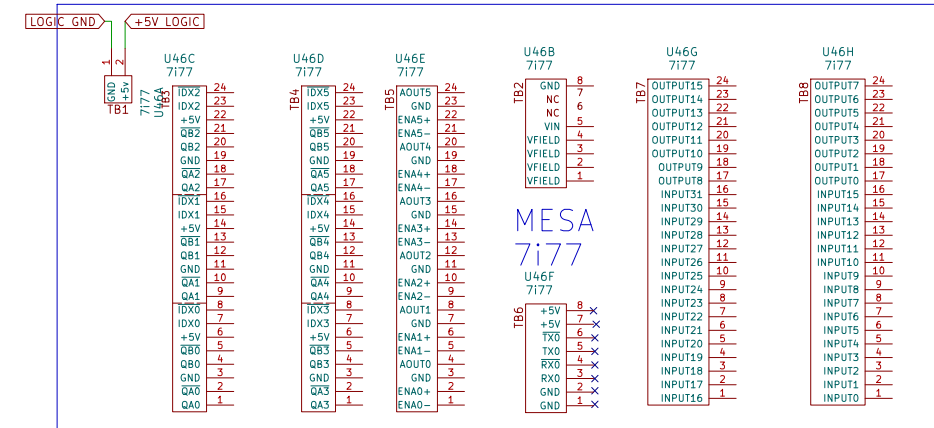 LOGIC GND
+5V LOGIC
1
2
GND
+5v
TB1
7i77
U46A
U46C
7i77
TB3
IDX2 24
IDX2 23
+5V 22
QB2 21
QB2 20
GND 19
QA2 18
QA2 17
IDX1 16
IDX1 15
+5V 14
QB1 13
QB1 12
GND 11
QA1 10
QA1 9
IDX0 8
IDX0 7
+5V 6
QB0 5
QB0 4
GND 3
QA0 2
QA0 1
U46D
7i77
TB4
IDX5 24
IDX5 23
+5V 22
QB5 21
QB5 20
GND 19
QA5 18
QA5 17
IDX4 16
IDX4 15
+5V 14
QB4 13
QB4 12
GND 11
QA4 10
QA4 9
IDX3 8
IDX3 7
+5V 6
QB3 5
QB3 4
GND 3
QA3 2
QA3 1
U46E
7i77
TB5
AOUT5 24
GND 23
ENA5+ 22
ENA5- 21
AOUT4 20
GND 19
ENA4+ 18
ENA4- 17
AOUT3 16
GND 15
ENA3+ 14
ENA3- 13
AOUT2 12
GND 11
ENA2+ 10
ENA2- 9
AOUT1 8
GND 7
ENA1+ 6
ENA1- 5
AOUT0 4
GND 3
ENA0+ 2
ENA0- 1
U46B
7i77
TB2
GND 8
NC 7
NC 6
VIN 5
VFIELD 4
VFIELD 3
VFIELD 2
VFIELD 1
MESA
7i77
U46F
7i77
TB6
+5V 8
+5V 7
TX0 6
TX0 5
RX0 4
RX0 3
GND 2
GND 1
U46G
7i77
TB7
OUTPUT15 24
OUTPUT14 23
OUTPUT13 22
OUTPUT12 21
OUTPUT11 20
OUTPUT10 19
OUTPUT9 18
OUTPUT8 17
INPUT31 16
INPUT30 15
INPUT29 14
INPUT28 13
INPUT27 12
INPUT26 11
INPUT25 10
INPUT24 9
INPUT23 8
INPUT22 7
INPUT21 6
INPUT20 5
INPUT19 4
INPUT18 3
INPUT17 2
INPUT16 1
U46H
7i77
TB8
OUTPUT7 24
OUTPUT6 23
OUTPUT5 22
OUTPUT4 21
OUTPUT3 20
OUTPUT2 19
OUTPUT1 18
OUTPUT0 17
INPUT15 16
INPUT14 15
INPUT13 14
INPUT12 13
INPUT11 12
INPUT10 11
INPUT9 10
INPUT8 9
INPUT7 8
INPUT6 7
INPUT5 6
INPUT4 5
INPUT3 4
INPUT2 3
INPUT1 2
INPUT0 1